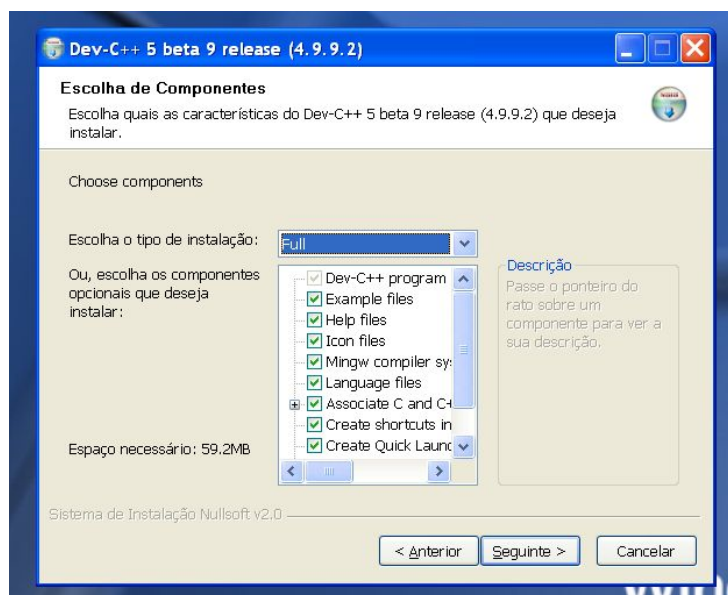 Dev-C++ 5 beta 9 release (4.9.9.2)
Escolha de Componentes
Escolha quais as características do Dev-C++ 5 beta 9 release (4.9.9.2) que deseja
instalar.
Choose components
Escolha o tipo de instalação:
Full
Ou, escolha os componentes
opcionais que deseja
instalar:
Dev-C++ program
Example files
Help files
Icon files
Mingw compiler sy
Language files
Associate C and C+
Create shortcuts in
Create Quick Launc
Descrição
Passe o ponteiro do
rato sobre um
componente para ver a
sua descrição.
Espaço necessário: 59.2MB
Sistema de Instalação Nullsoft v2.0
< Anterior
Seguinte >
Cancelar